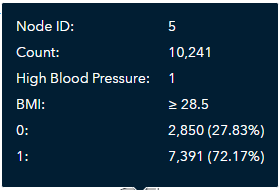 Node ID: 5
Count: 10,241
High Blood Pressure: 1
BMI: ≥ 28.5
0: 2,850 (27.83%)
1: 7,391 (72.17%)